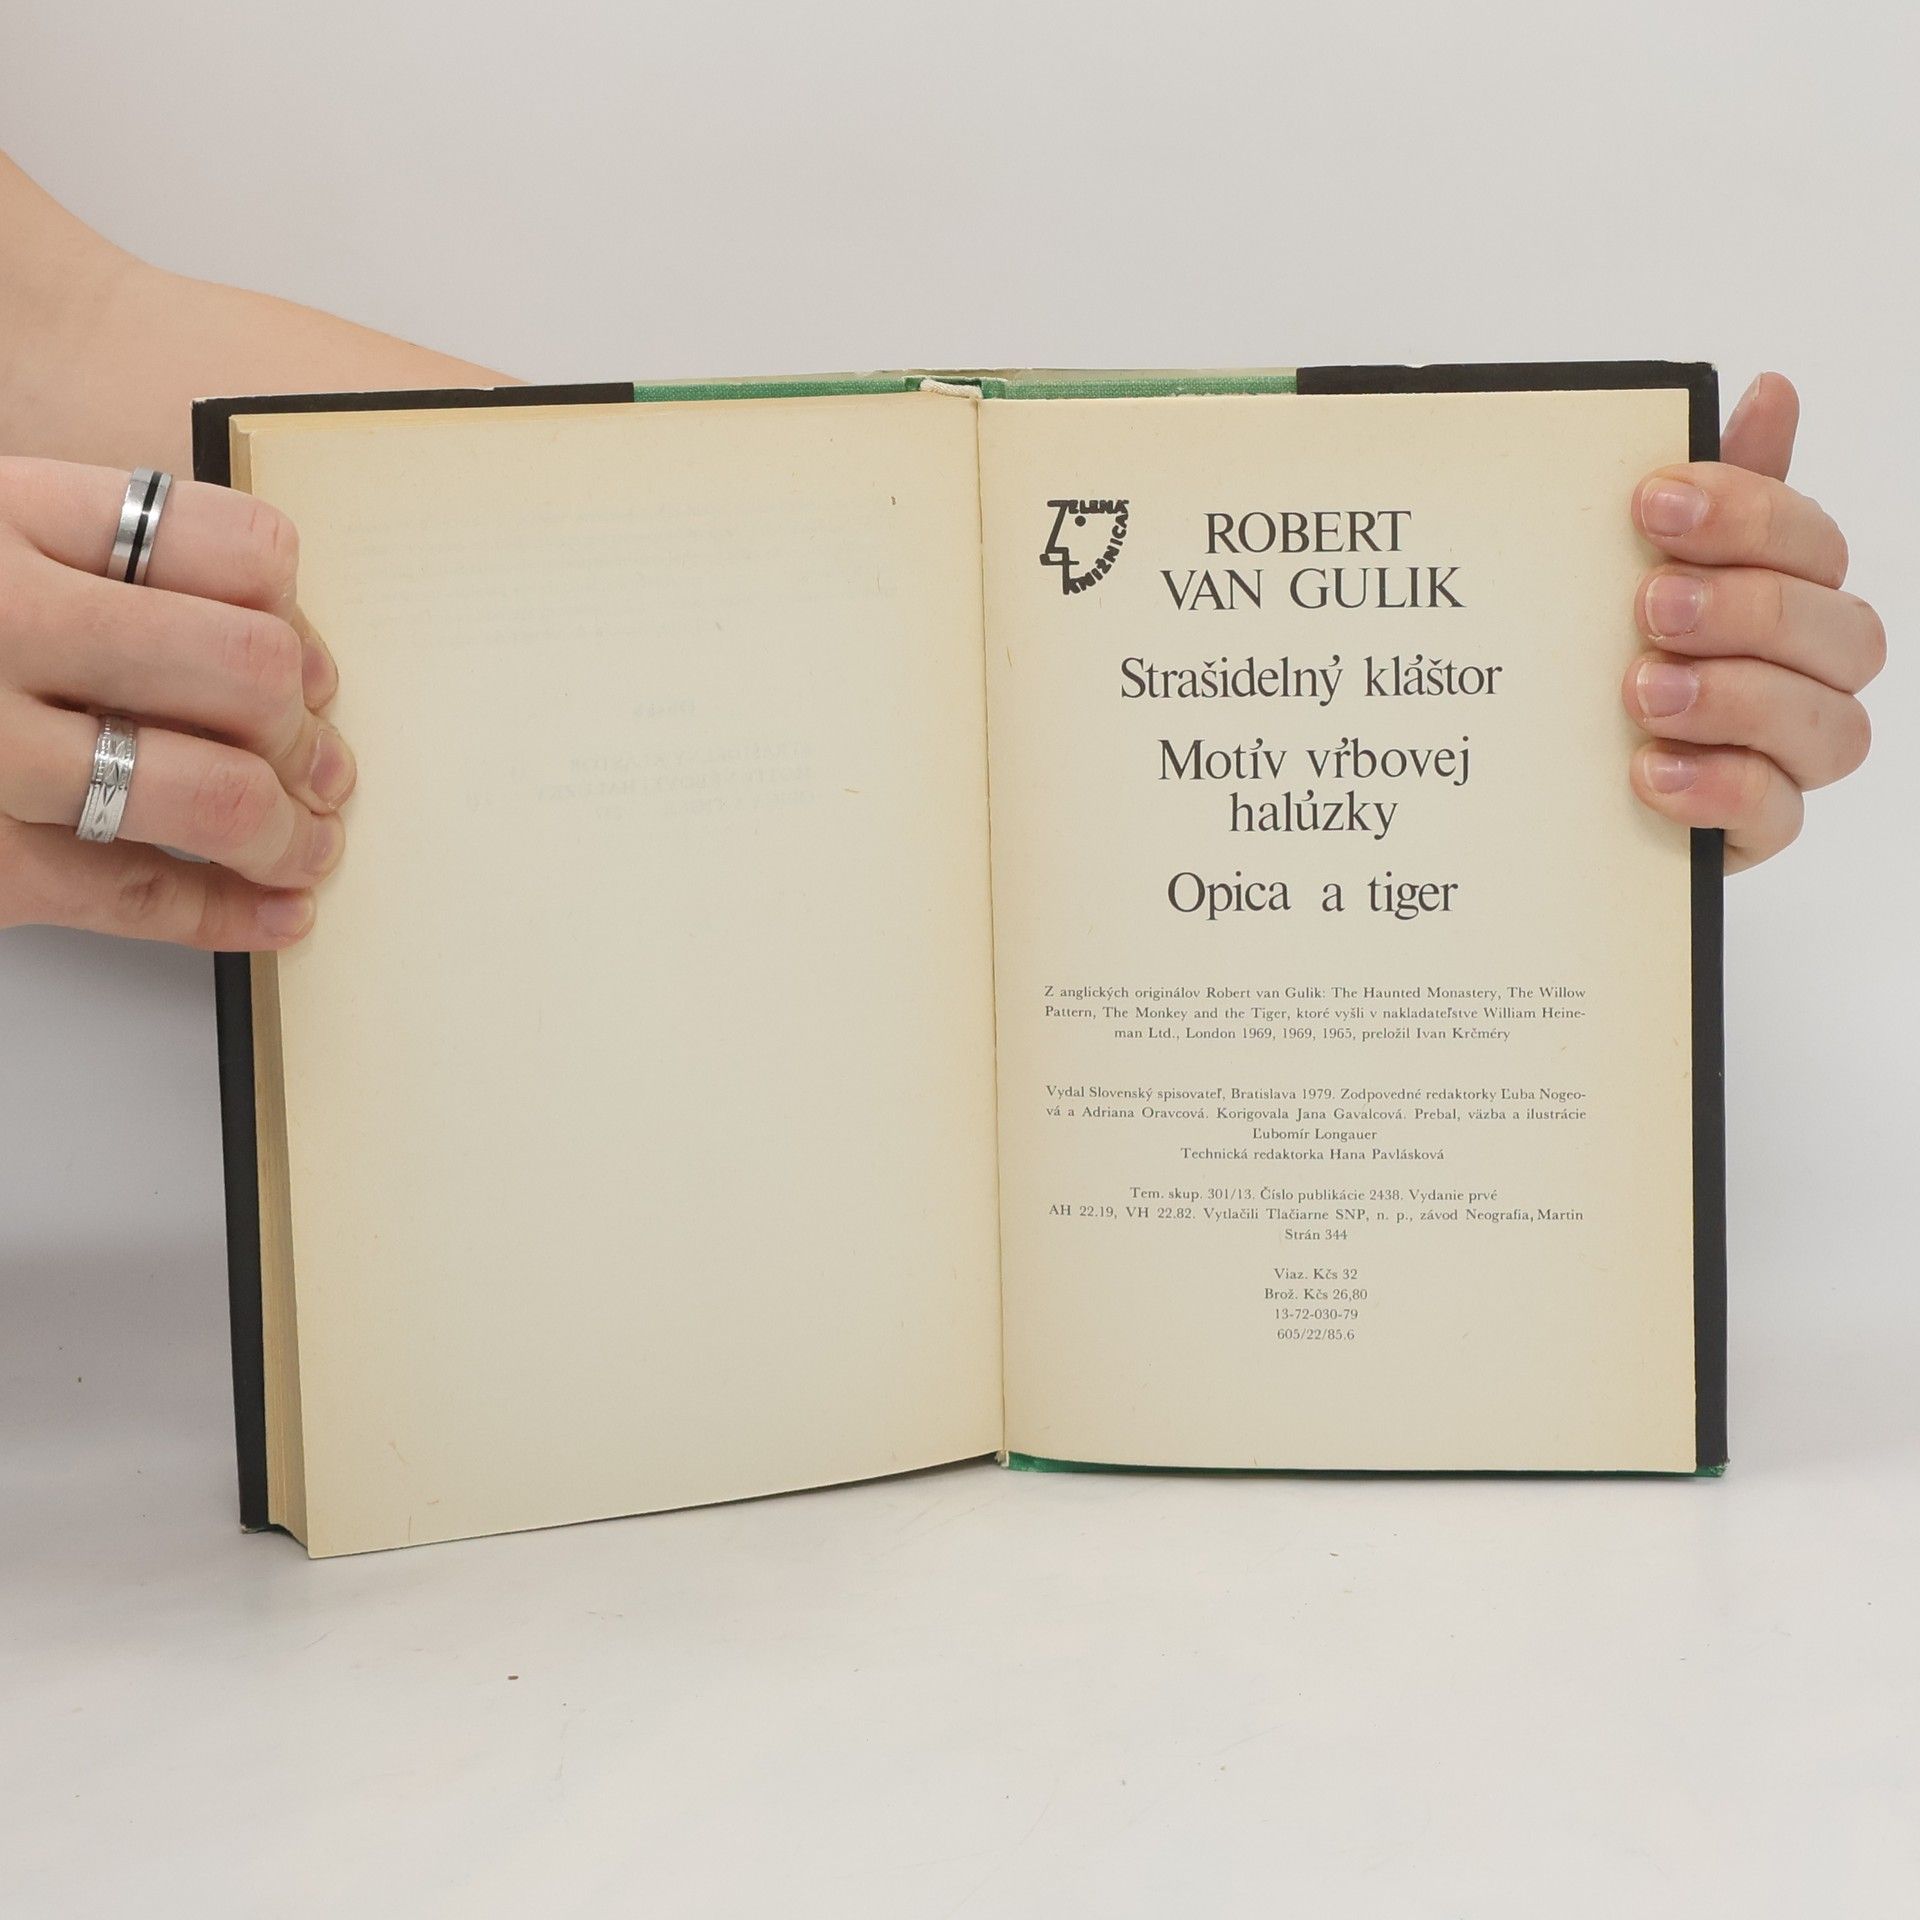 ZELENÁ
KNIŽNICA
ROBERT
VAN GULIK
Strašidelný kláštor
Motív vŕbovej
halúzky
Opica a tiger
Z anglických originálov Robert van Gulik: The Haunted Monastery, The Willow
Pattern, The Monkey and the Tiger, ktoré vyšli v nakladateľstve William Heine-
man Ltd., London 1969, 1969, 1965, preložil Ivan Krčméry
Vydal Slovenský spisovateľ, Bratislava 1979. Zodpovedné redaktorky Ľuba Nogeo-
vá a Adriana Oravcová. Korigovala Jana Gavalcová. Prebal, väzba a ilustrácie
Ľubomír Longauer
Technická redaktorka Hana Pavlásková
Tem. skup. 301/13. Číslo publikácie 2438. Vydanie prvé
AH 22.19, VH 22.82. Vytlačili Tlačiarne SNP, n. p., závod Neografia, Martin
Strán 344
Viaz. Kčs 32
Brož. Kčs 26,80
13-72-030-79
605/22/85.6